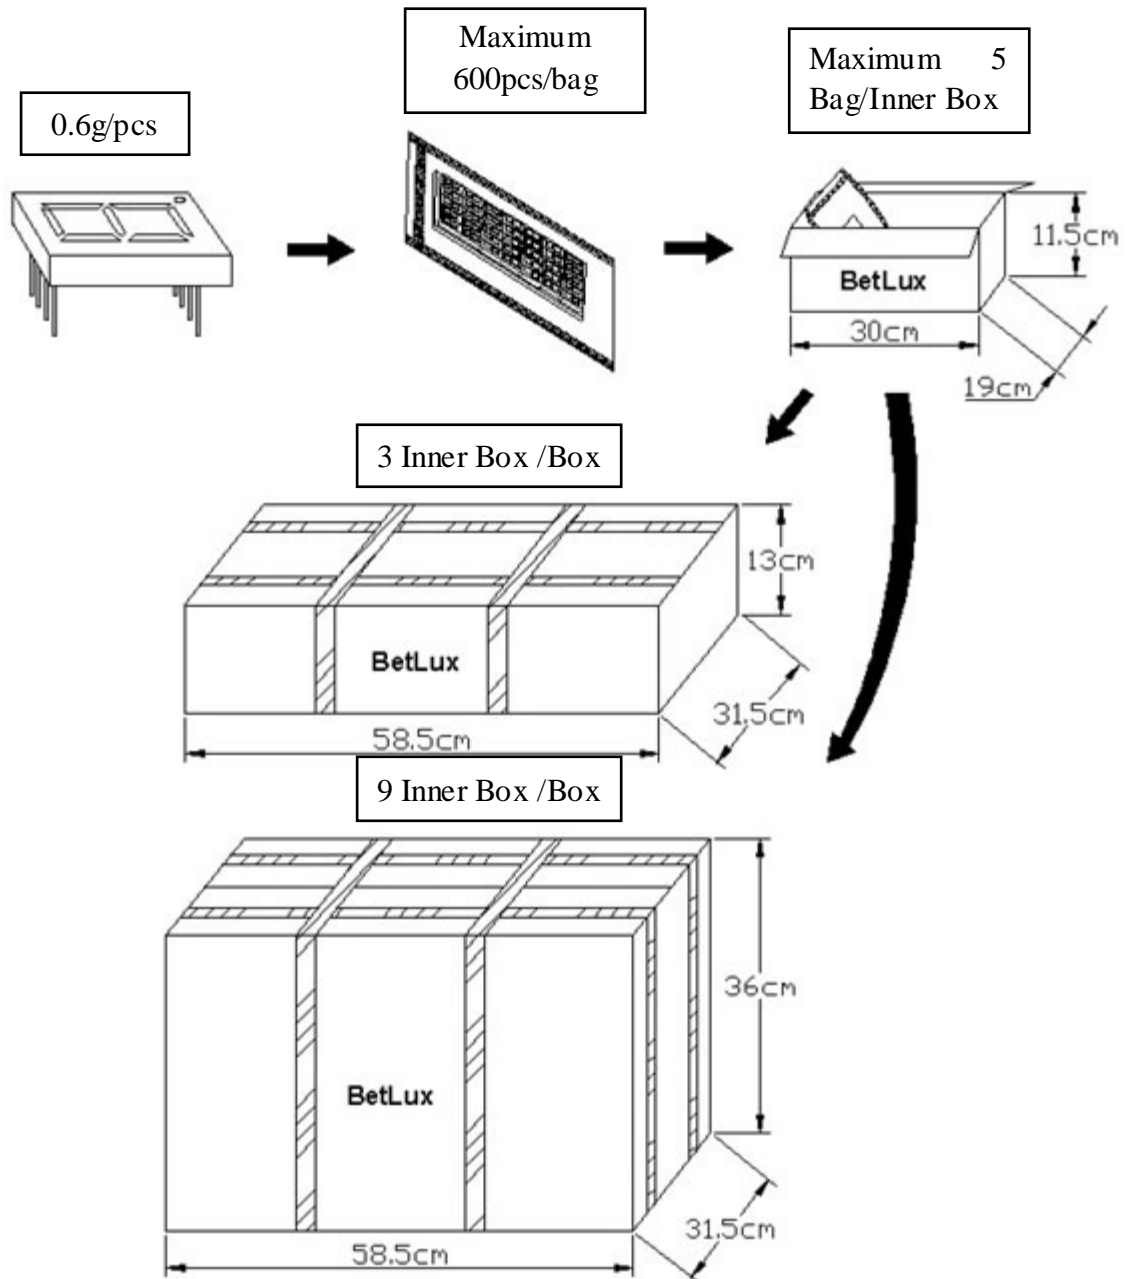 Maximum
600pcs/bag
Maximum 5
Bag/Inner Box
0.6g/pcs
11.5cm
BetLux
30cm
19cm
3 Inner Box /Box
13cm
BetLux
31.5cm
58.5cm
9 Inner Box /Box
36cm
BetLux
31.5cm
58.5cm